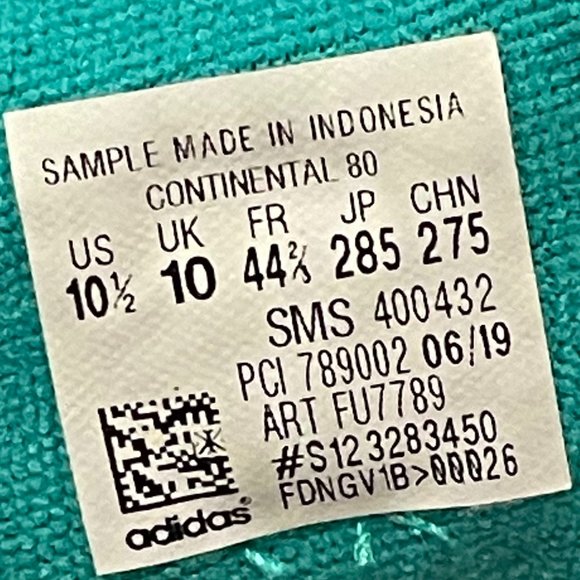 SAMPLE MADE IN INDONESIA
CONTINENTAL 80
US UK FR JP CHN
10½ 10 44⅔ 285 275
SMS 400432
PCI 789002 06/19
ART FU7789
#S123283450
FDNGV1B>00026
adidas®